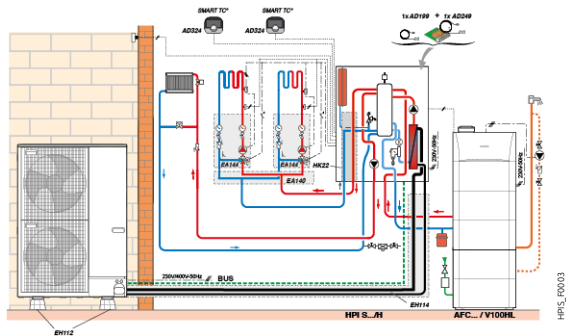 SMART TC° SMART TC°
AD324 AD324
1x AD199 + 1x AD249
EA144 EA144
HK22
EA140
230V/50Hz
230V/50Hz
230V/400V-50Hz
BUS
EH114
EH112
HPI S.../H
AFC... / V100HL
HPIS_F0003